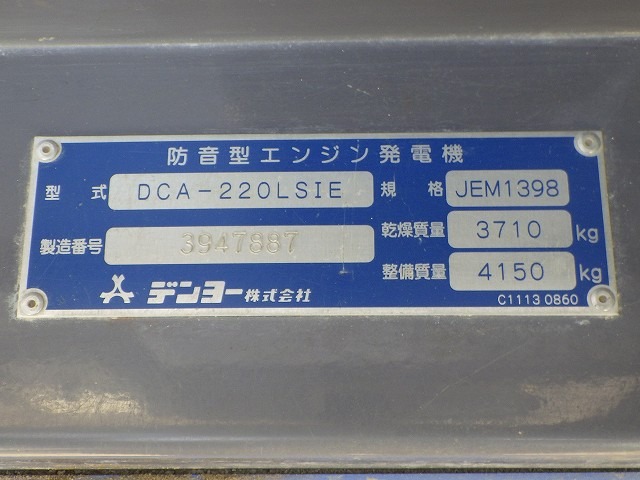 防音型エンジン発電機
型式 DCA-220LSIE 規格 JEM1398
製造番号 3947887 乾燥質量 3710 kg
整備質量 4150 kg
デンヨー株式会社 C1113 0860